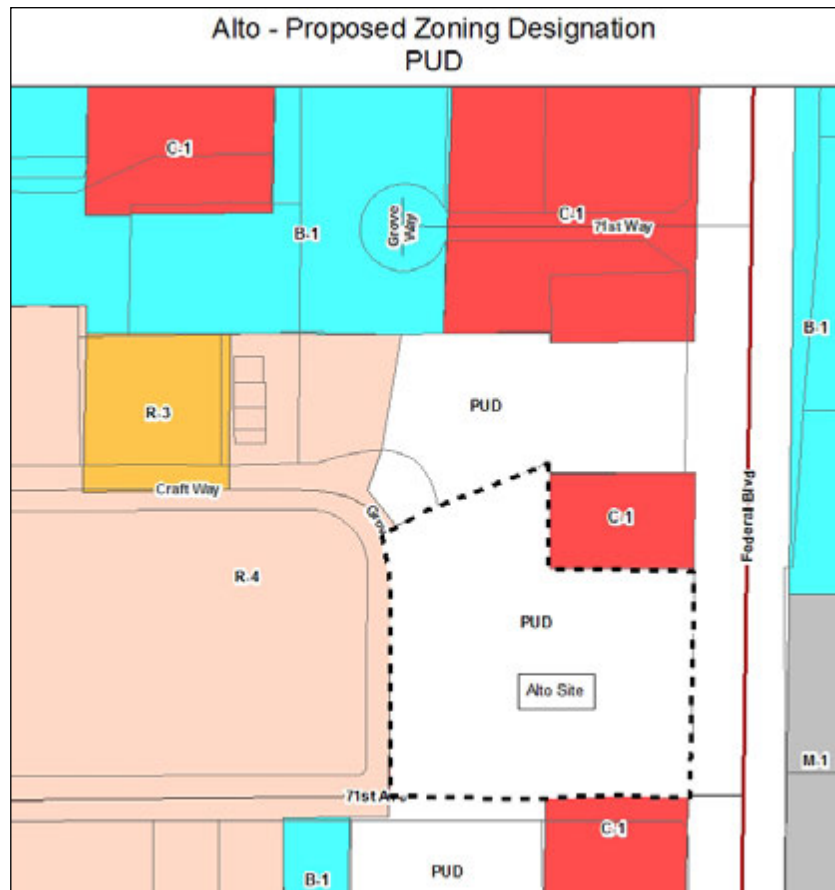 Alto - Proposed Zoning Designation
PUD
C-1
B-1
Grove
Way
C-1
71st Way
B-1
R-3
PUD
Craft Way
C-1
Federal Blvd
R-4
PUD
Alto Site
M-1
71st
C-1
B-1
PUD